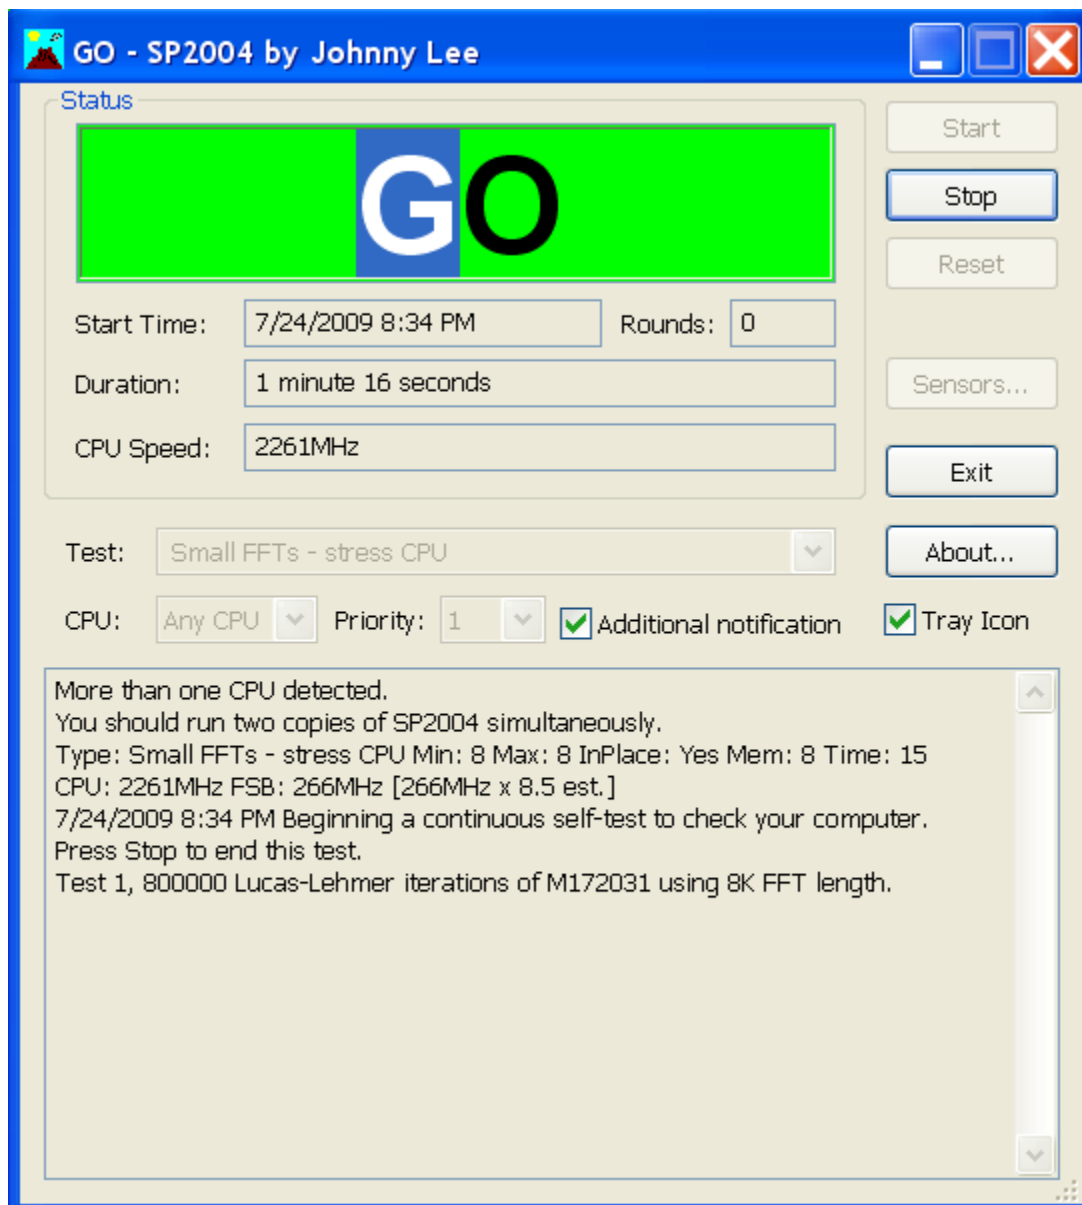 GO - SP2004 by Johnny Lee
Status
GO
Start
Stop
Reset
Start Time: 7/24/2009 8:34 PM Rounds: 0
Duration: 1 minute 16 seconds
Sensors...
CPU Speed: 2261MHz
Exit
Test: Small FFTs - stress CPU
About...
CPU: Any CPU Priority: 1 Additional notification Tray Icon
More than one CPU detected.
You should run two copies of SP2004 simultaneously.
Type: Small FFTs - stress CPU Min: 8 Max: 8 InPlace: Yes Mem: 8 Time: 15
CPU: 2261MHz FSB: 266MHz [266MHz x 8.5 est.]
7/24/2009 8:34 PM Beginning a continuous self-test to check your computer.
Press Stop to end this test.
Test 1, 800000 Lucas-Lehmer iterations of M172031 using 8K FFT length.